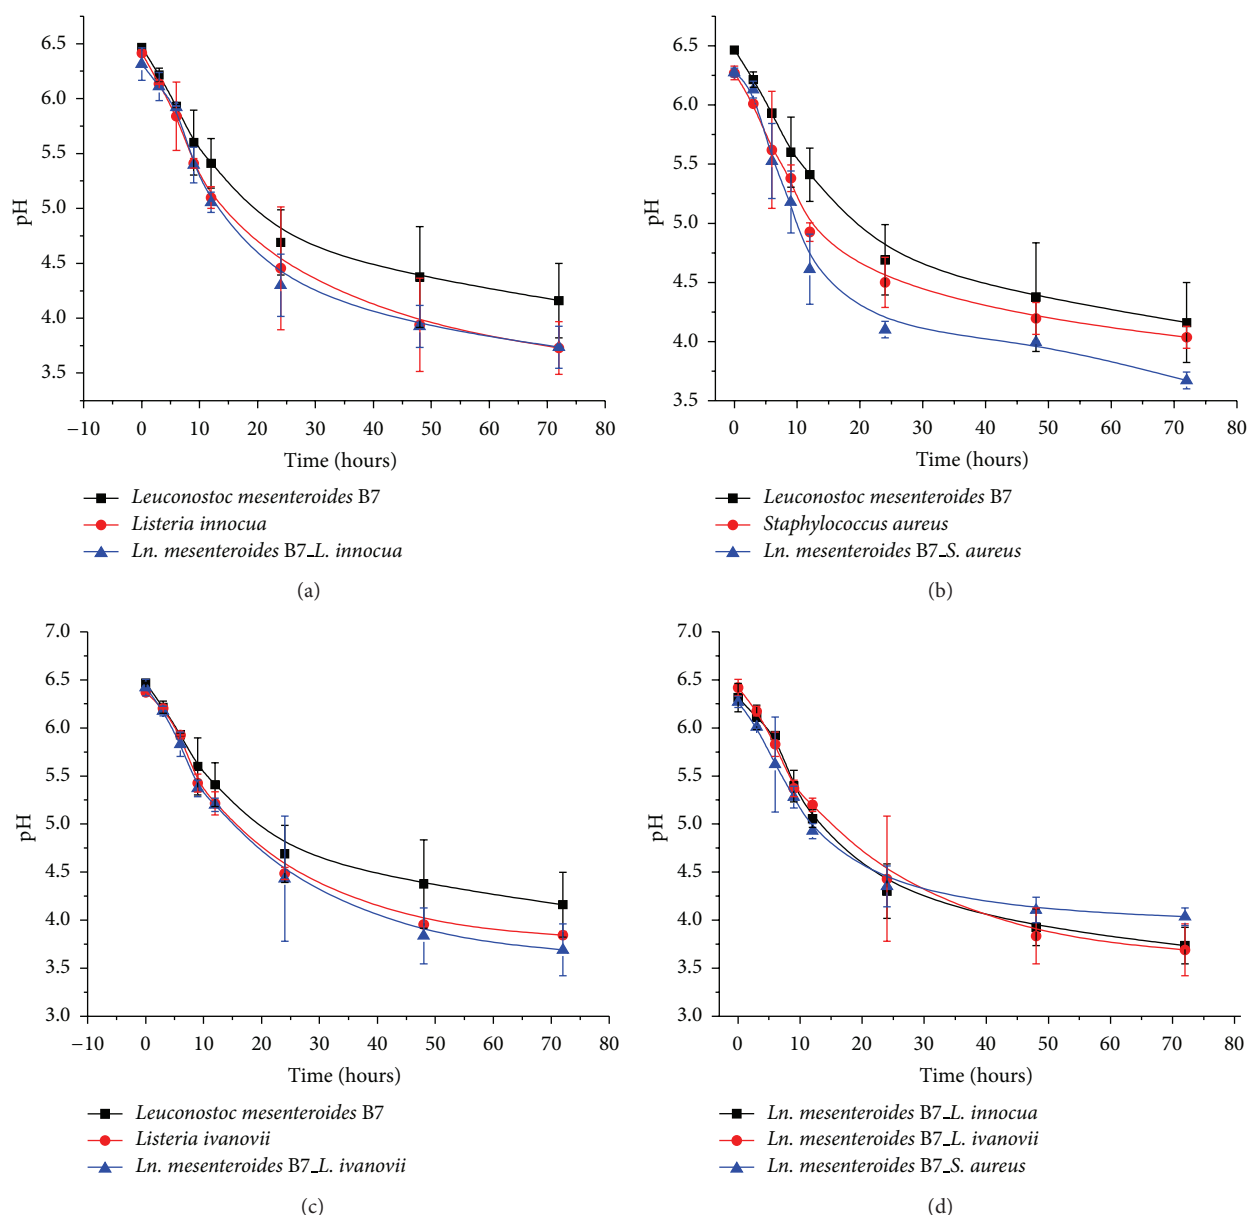 6.5
6.0
5.5
5.0
4.5
4.0
3.5
pH
−10 0 10 20 30 40 50 60 70 80
Time (hours)
Leuconostoc mesenteroides B7
Listeria innocua
Ln. mesenteroides B7_L. innocua
(a)
6.5
6.0
5.5
5.0
4.5
4.0
3.5
pH
0 10 20 30 40 50 60 70 80
Time (hours)
Leuconostoc mesenteroides B7
Staphylococcus aureus
Ln. mesenteroides B7_S. aureus
(b)
7.0
6.5
6.0
5.5
5.0
4.5
4.0
3.5
3.0
pH
−10 0 10 20 30 40 50 60 70 80
Time (hours)
Leuconostoc mesenteroides B7
Listeria ivanovii
Ln. mesenteroides B7_L. ivanovii
(c)
7.0
6.5
6.0
5.5
5.0
4.5
4.0
3.5
3.0
pH
0 10 20 30 40 50 60 70 80
Time (hours)
Ln. mesenteroides B7_L. innocua
Ln. mesenteroides B7_L. ivanovii
Ln. mesenteroides B7_S. aureus
(d)